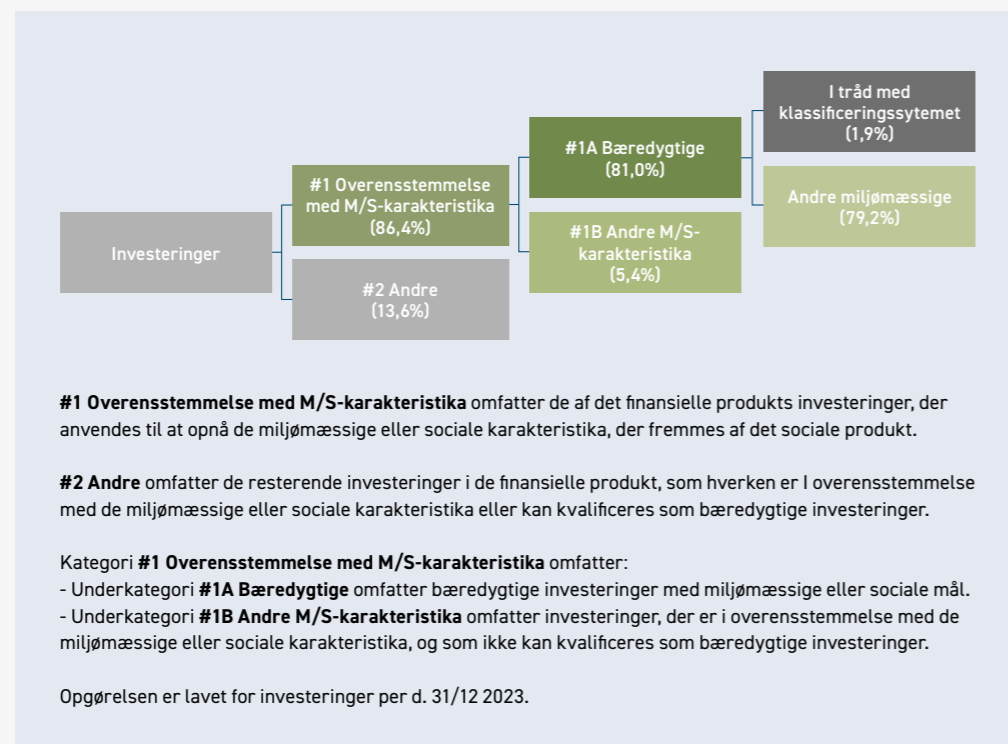 I tråd med
klassificeringssytemet
(1,9%)
#1A Bæredygtige
(81,0%)
#1 Overensstemmelse
med M/S-karakteristika
(86,4%)
Andre miljømæssige
(79,2%)
#1B Andre M/S-
karakteristika
(5,4%)
Investeringer
#2 Andre
(13,6%)
#1 Overensstemmelse med M/S-karakteristika omfatter de af det finansielle produkts investeringer, der
anvendes til at opnå de miljømæssige eller sociale karakteristika, der fremmes af det sociale produkt.
#2 Andre omfatter de resterende investeringer i de finansielle produkt, som hverken er I overensstemmelse
med de miljømæssige eller sociale karakteristika eller kan kvalificeres som bæredygtige investeringer.
Kategori #1 Overensstemmelse med M/S-karakteristika omfatter:
- Underkategori #1A Bæredygtige omfatter bæredygtige investeringer med miljømæssige eller sociale mål.
- Underkategori #1B Andre M/S-karakteristika omfatter investeringer, der er i overensstemmelse med de
miljømæssige eller sociale karakteristika, og som ikke kan kvalificeres som bæredygtige investeringer.
Opgørelsen er lavet for investeringer per d. 31/12 2023.